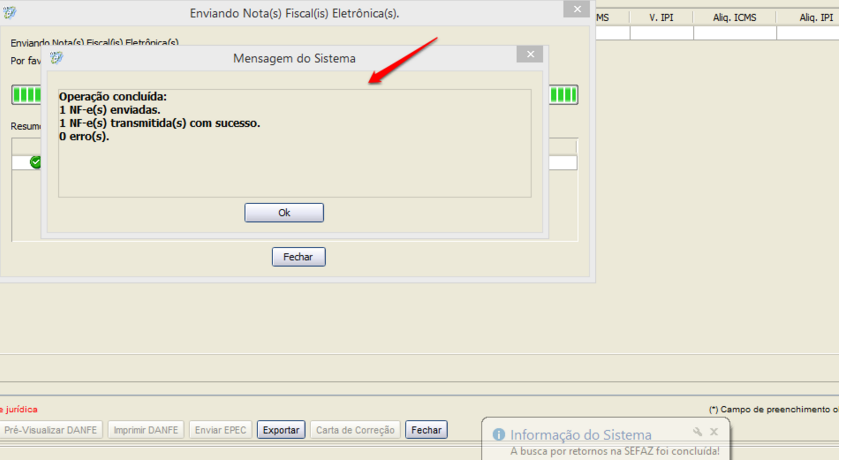 Enviando Nota(s) Fiscal(is) Eletrônica(s).
MS V. IPI Aliq. ICMS Aliq. IPI
Enviando Nota(s) Fiscal(is) Eletrônica(s)
Por fav
Mensagem do Sistema
Operação concluída:
1 NF-e(s) enviadas.
1 NF-e(s) transmitida(s) com sucesso.
0 erro(s).
Resum
Ok
Fechar
e jurídica
(*) Campo de preenchimento o
Pré-Visualizar DANFE Imprimir DANFE Enviar EPEC Exportar Carta de Correção Fechar
Informação do Sistema
A busca por retornos na SEFAZ foi concluída!